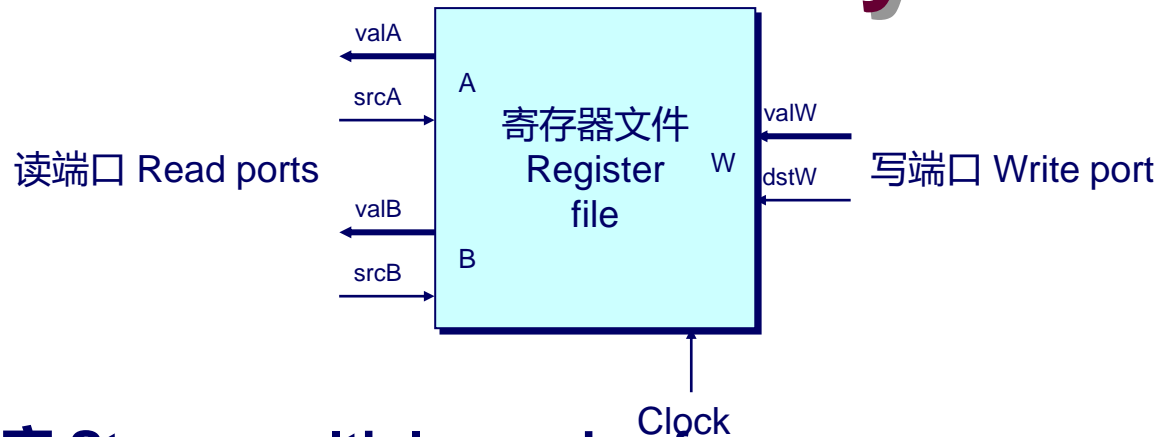 valA
srcA
A
寄存器文件
Register
file
W
valW
dstW
读端口 Read ports
写端口 Write port
valB
srcB
B
Clock